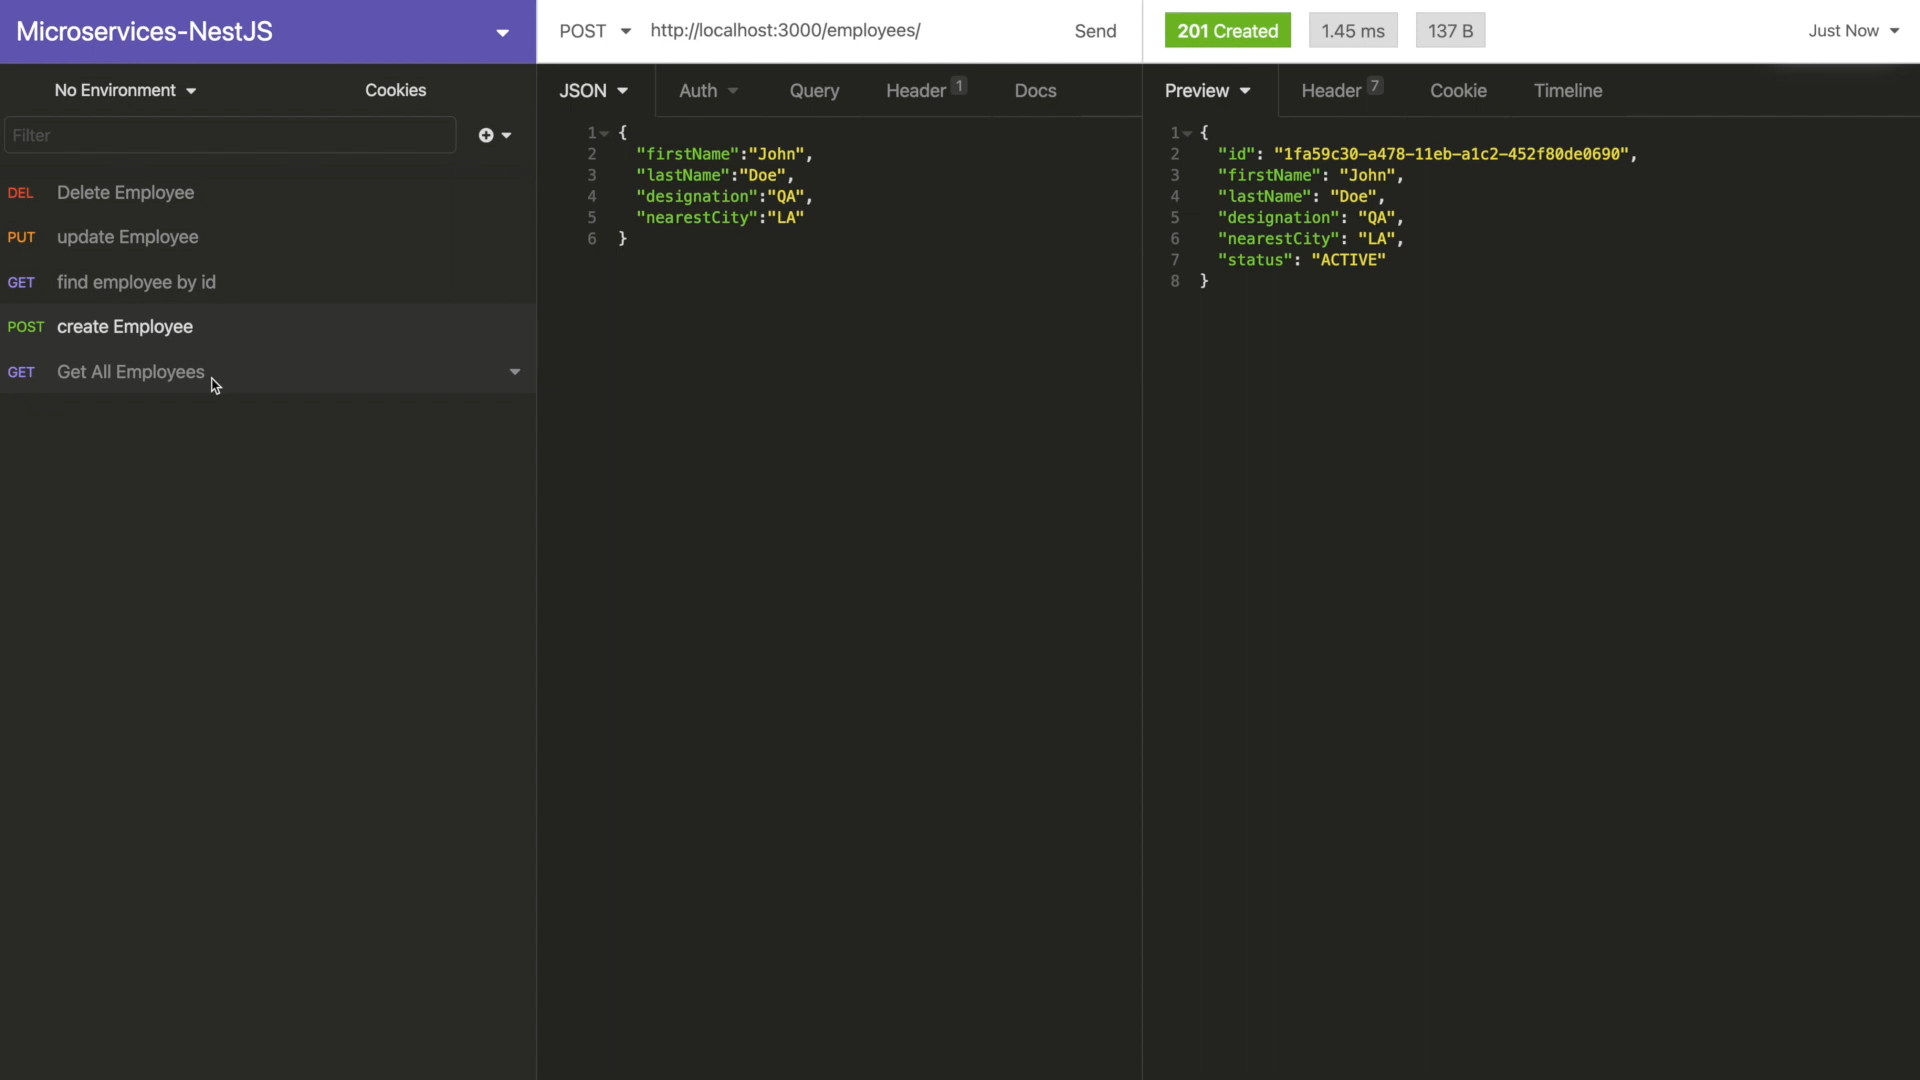 Microservices-NestJS
No Environment
Cookies
Filter
DEL Delete Employee
PUT update Employee
GET find employee by id
POST create Employee
GET Get All Employees
POST http://localhost:3000/employees/ Send
JSON Auth Query Header 1 Docs
1 {
2 "firstName":"John",
3 "lastName":"Doe",
4 "designation":"QA",
5 "nearestCity":"LA"
6 }
201 Created 1.45 ms 137 B Just Now
Preview Header 7 Cookie Timeline
1 {
2 "id": "1fa59c30-a478-11eb-a1c2-452f80de0690",
3 "firstName": "John",
4 "lastName": "Doe",
5 "designation": "QA",
6 "nearestCity": "LA",
7 "status": "ACTIVE"
8 }